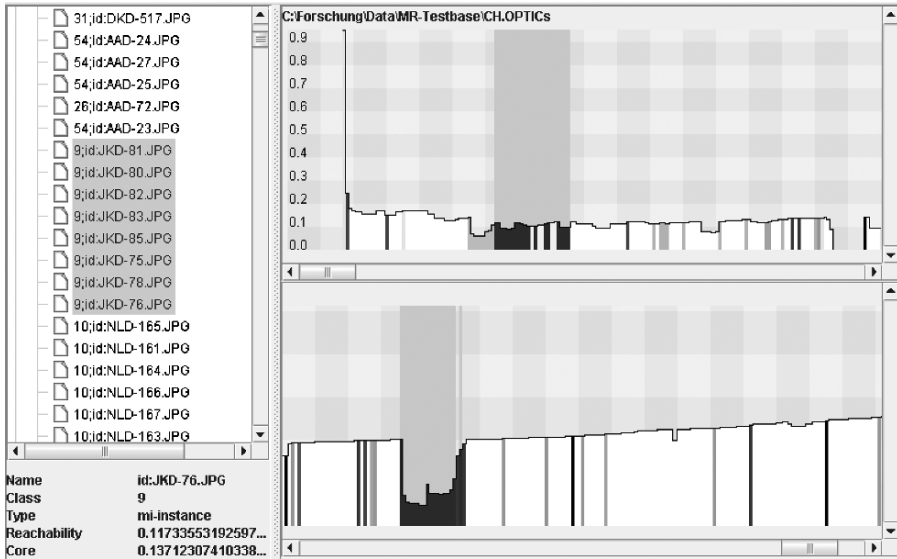 31;id:DKD-517.JPG
54;id:AAD-24.JPG
54;id:AAD-27.JPG
54;id:AAD-25.JPG
26;id:AAD-72.JPG
54;id:AAD-23.JPG
9;id:JKD-81.JPG
9;id:JKD-80.JPG
9;id:JKD-82.JPG
9;id:JKD-83.JPG
9;id:JKD-85.JPG
9;id:JKD-75.JPG
9;id:JKD-78.JPG
9;id:JKD-76.JPG
10;id:NLD-165.JPG
10;id:NLD-161.JPG
10;id:NLD-164.JPG
10;id:NLD-166.JPG
10;id:NLD-167.JPG
10;id:NLD-163.JPG
Name id:JKD-76.JPG
Class 9
Type mi-instance
Reachability 0.11733553192597...
Core 0.13712307410338...
C:\Forschung\Data\MR-Testbase\CH.OPTICs
0.9
0.8
0.7
0.6
0.5
0.4
0.3
0.2
0.1
0.0